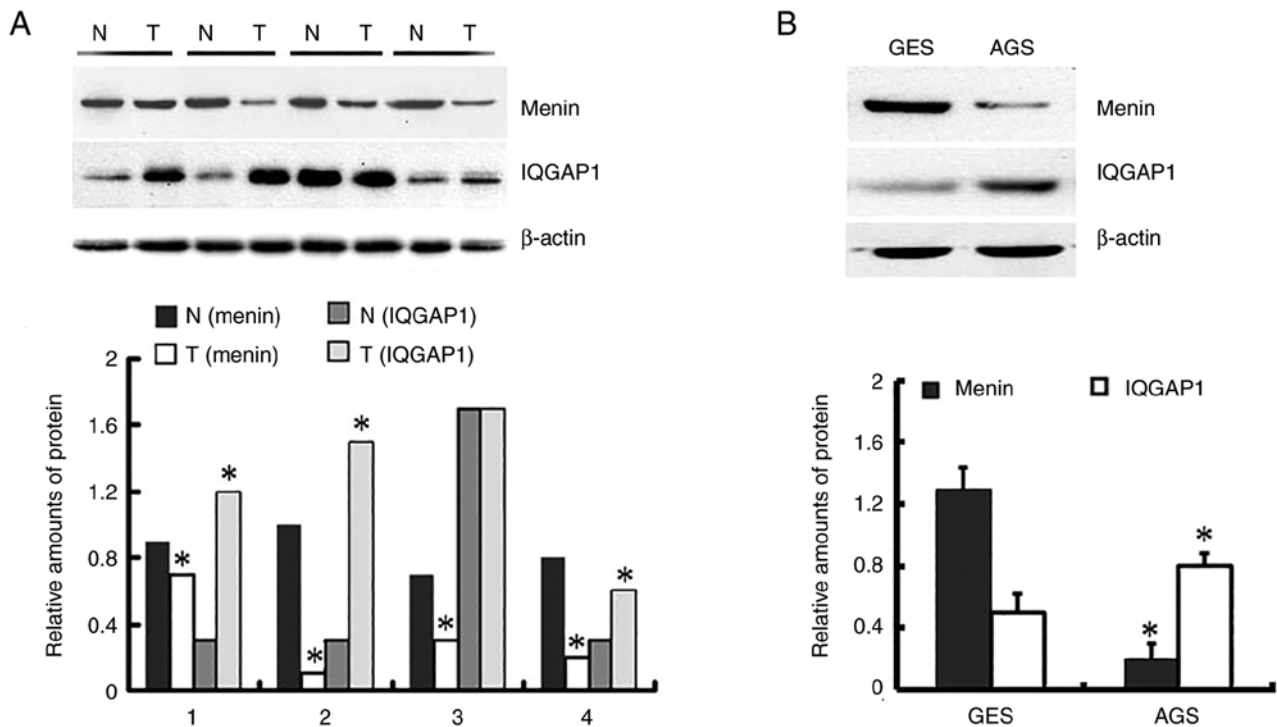 A
N T N T N T N T
Menin
IQGAP1
β-actin
N (menin) N (IQGAP1)
T (menin) T (IQGAP1)
Relative amounts of protein
2
1.6
1.2
0.8
0.4
0
* * * * * * *
1 2 3 4
B
GES AGS
Menin
IQGAP1
β-actin
Menin IQGAP1
Relative amounts of protein
2
1.6
1.2
0.8
0.4
0
* *
GES AGS